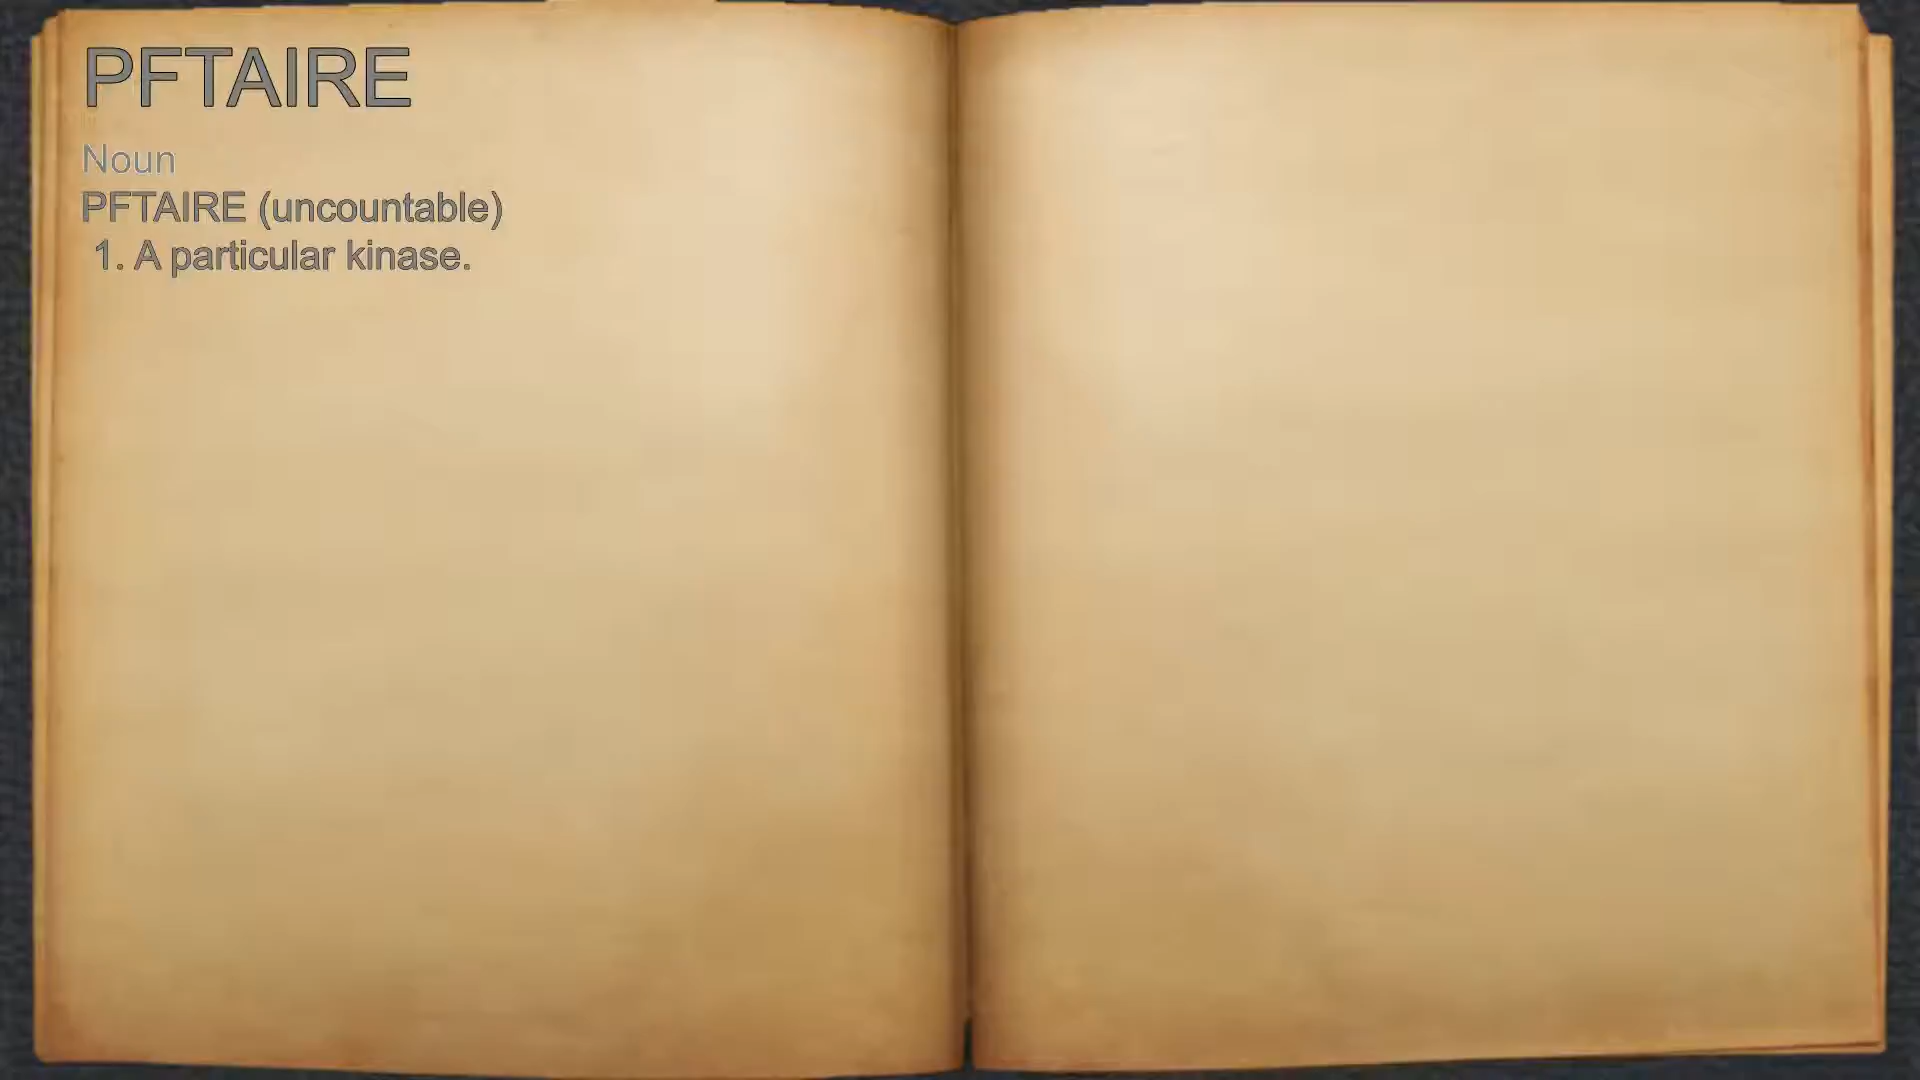 PFTAIRE
Noun
PFTAIRE (uncountable)
1. A particular kinase.